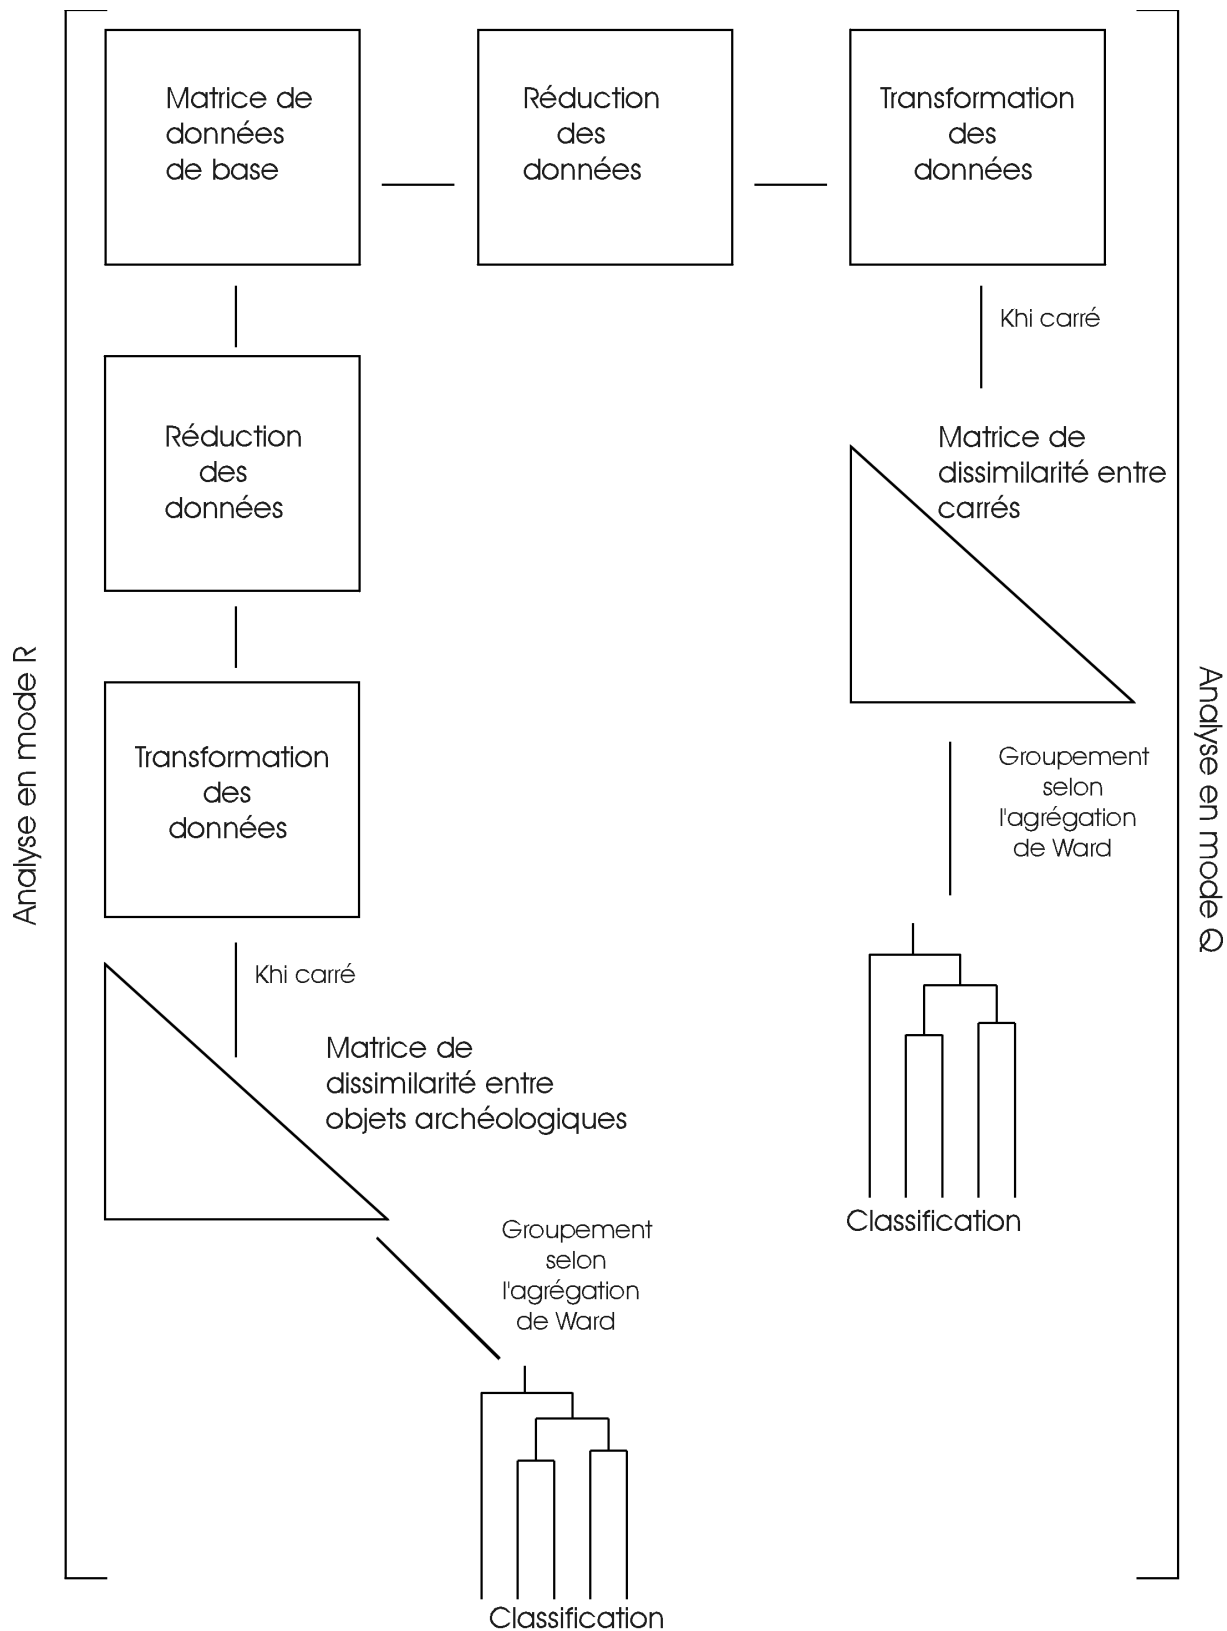 Matrice de
données
de base
Réduction
des
données
Transformation
des
données
Khi carré
Matrice de
dissimilarité entre
carrés
Groupement
selon
l'agrégation
de Ward
Classification
Analyse en mode Q
Réduction
des
données
Transformation
des
données
Khi carré
Matrice de
dissimilarité entre
objets archéologiques
Groupement
selon
l'agrégation
de Ward
Classification
Analyse en mode R